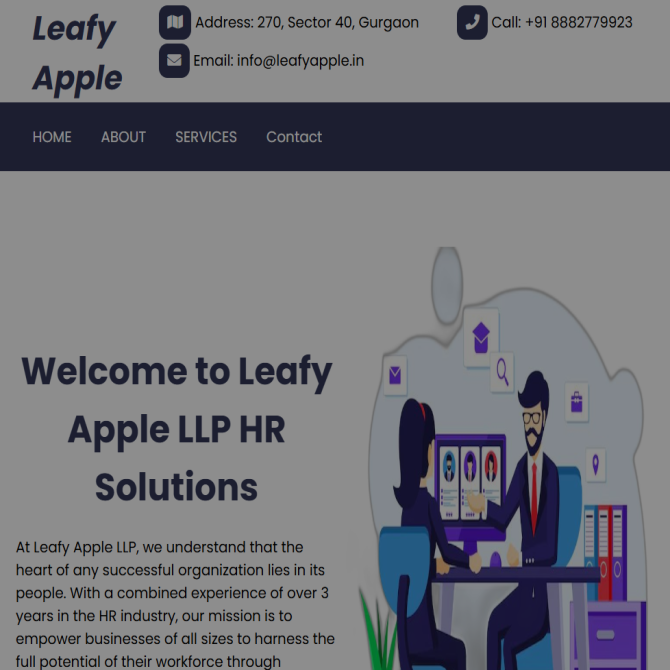 Leafy
Apple
Address: 270, Sector 40, Gurgaon
Call: +91 8882779923
Email: info@leafyapple.in
HOME ABOUT SERVICES Contact
Welcome to Leafy
Apple LLP HR
Solutions
At Leafy Apple LLP, we understand that the
heart of any successful organization lies in its
people. With a combined experience of over 3
years in the HR industry, our mission is to
empower businesses of all sizes to harness the
full potential of their workforce through